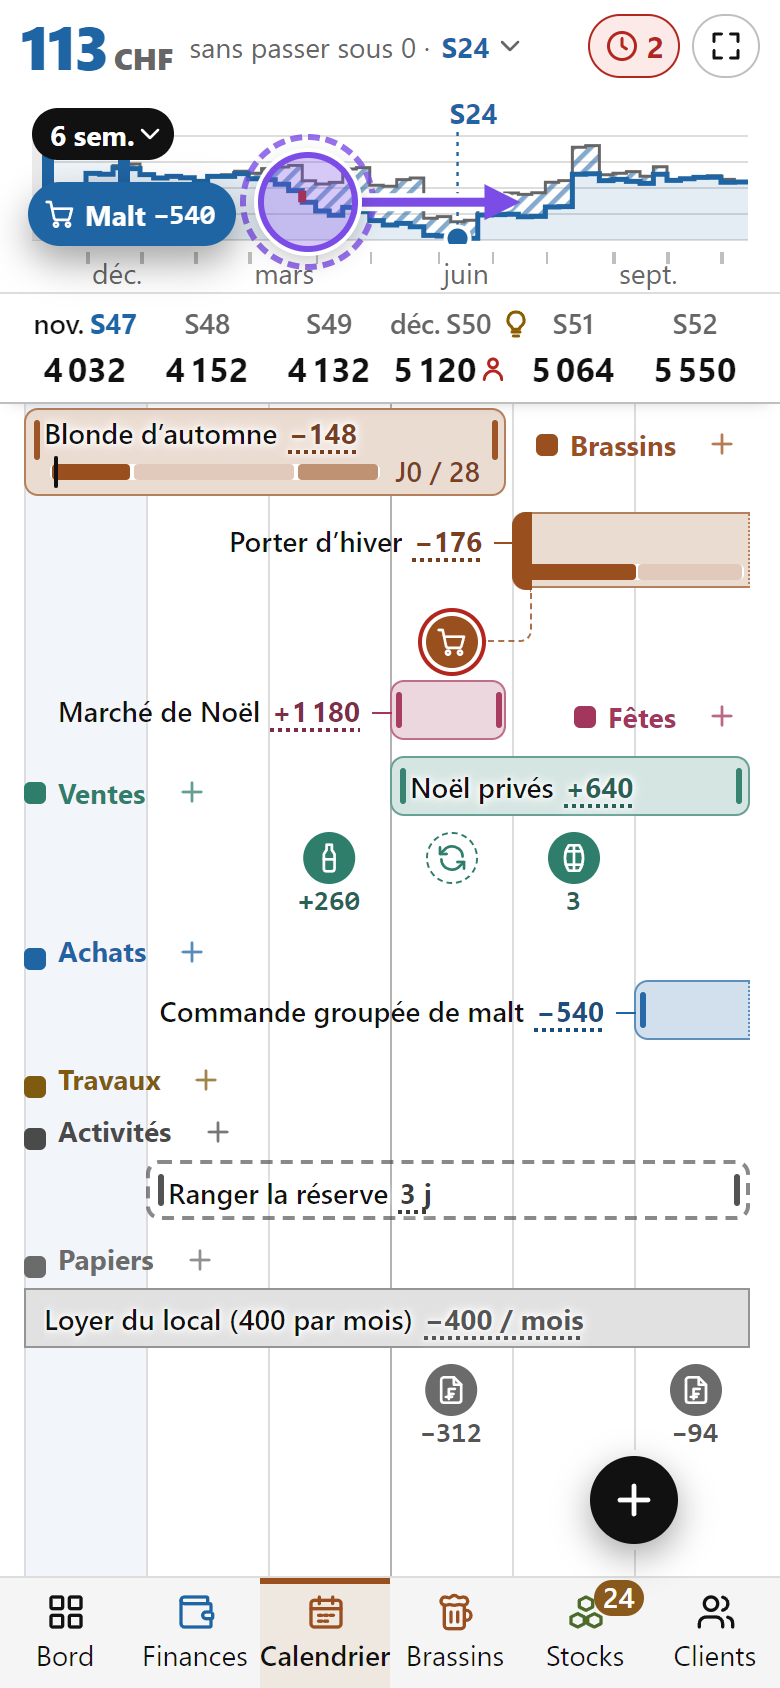 113 CHF sans passer sous 0 · S24
2
S24
6 sem.
Malt −540
déc. mars juin sept.
nov. S47 S48 S49 déc. S50 S51 S52
4 032 4 152 4 132 5 120 5 064 5 550
Blonde d’automne −148
J0 / 28
Brassins +
Porter d’hiver −176
Marché de Noël +1 180
Fêtes +
Ventes +
Noël privés +640
+260
3
Achats +
Commande groupée de malt −540
Travaux +
Activités +
Ranger la réserve 3 j
Papiers +
Loyer du local (400 par mois) −400 / mois
−312
−94
+
24
Bord Finances Calendrier Brassins Stocks Clients